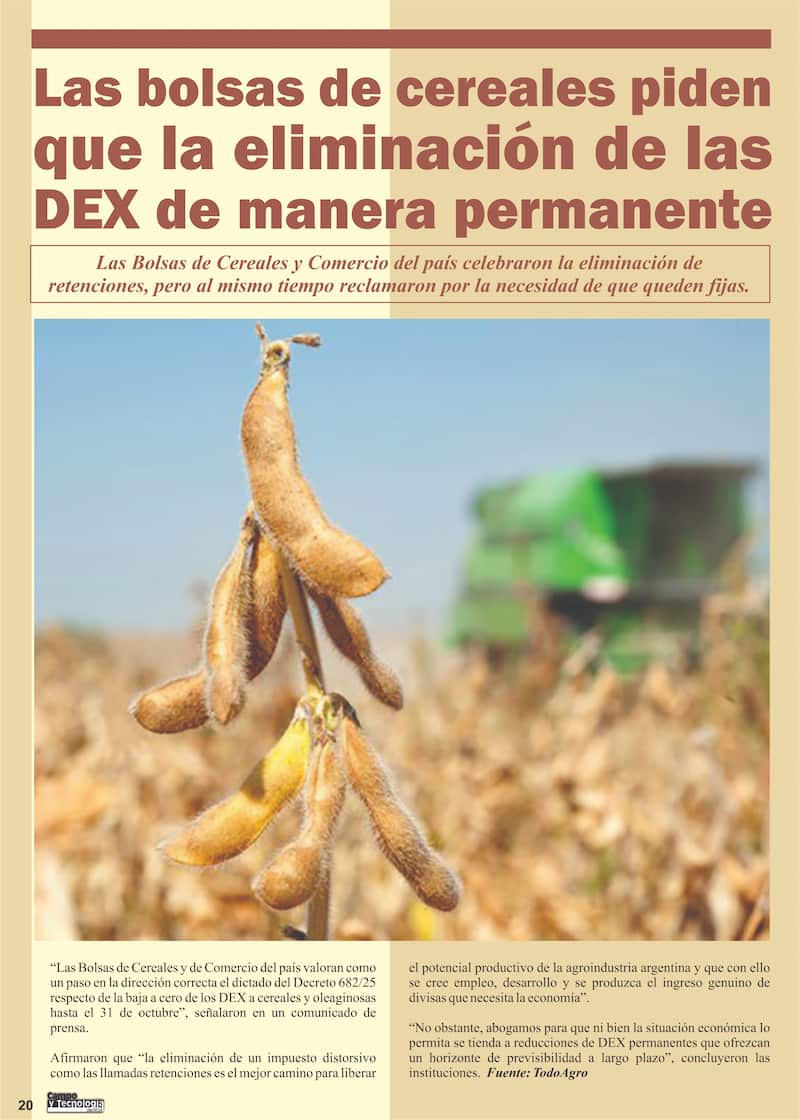 Las bolsas de cereales piden
que la eliminación de las
DEX de manera permanente
Las Bolsas de Cereales y Comercio del país celebraron la eliminación de
retenciones, pero al mismo tiempo reclamaron por la necesidad de que queden fijas.
“Las Bolsas de Cereales y de Comercio del país valoran como
un paso en la dirección correcta el dictado del Decreto 682/25
respecto de la baja a cero de los DEX a cereales y oleaginosas
hasta el 31 de octubre”, señalaron en un comunicado de
prensa.
Afirmaron que “la eliminación de un impuesto distorsivo
como las llamadas retenciones es el mejor camino para liberar
el potencial productivo de la agroindustria argentina y que con ello
se cree empleo, desarrollo y se produzca el ingreso genuino de
divisas que necesita la economía”.
“No obstante, abogamos para que ni bien la situación económica lo
permita se tienda a reducciones de DEX permanentes que ofrezcan
un horizonte de previsibilidad a largo plazo”, concluyeron las
instituciones. Fuente: TodoAgro
20
Campo
y Tecnología